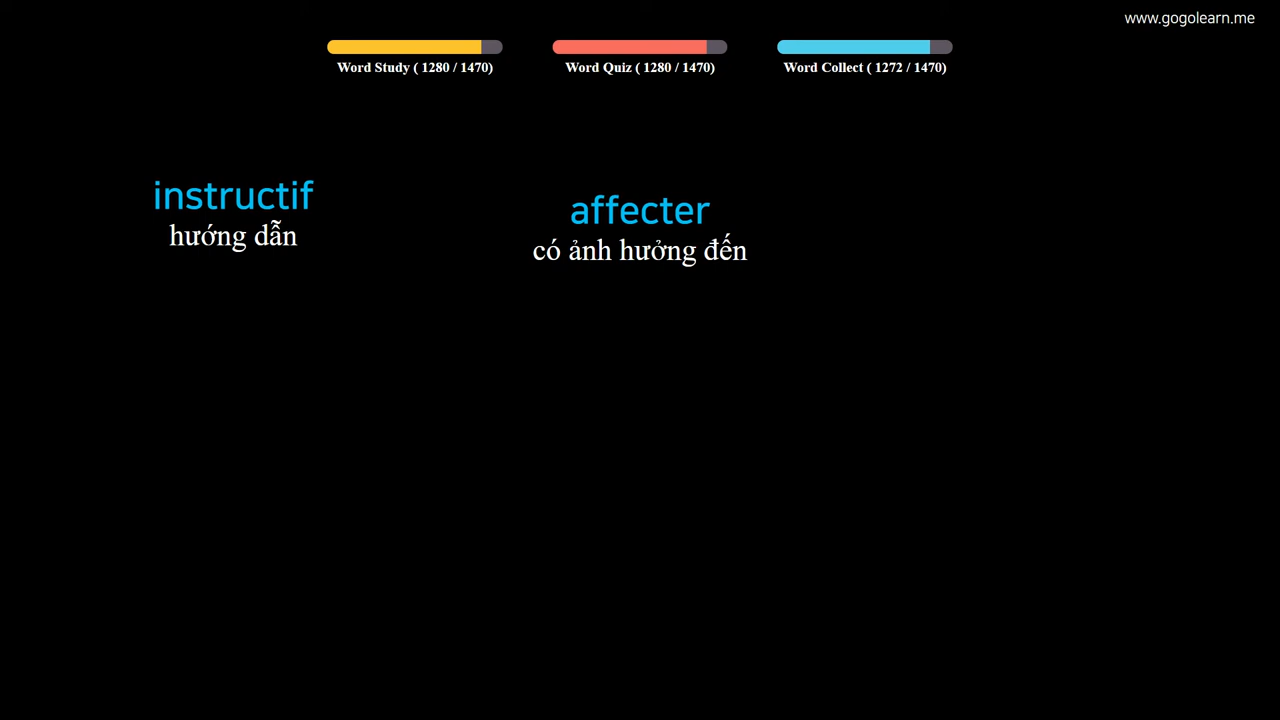 www.gogolearn.me
Word Study ( 1280 / 1470)
Word Quiz ( 1280 / 1470)
Word Collect ( 1272 / 1470)
instructif
hướng dẫn
affecter
có ảnh hưởng đến